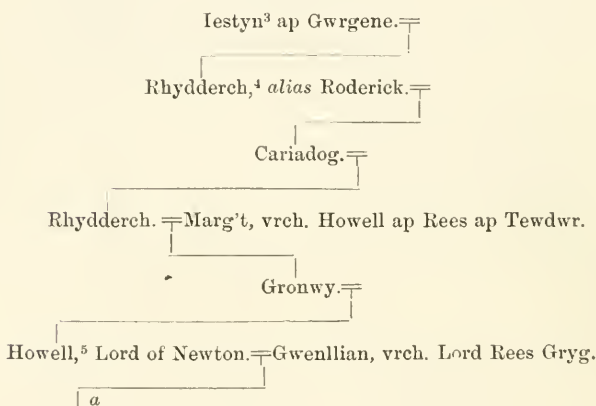 Iestyn³ ap Gwrgene.
Rhydderch,⁴ alias Roderick.
Cariadog.
Rhydderch. Marg't, vrch. Howell ap Rees ap Tewdwr.
Gronwy.
Howell,⁵ Lord of Newton. Gwenllian, vrch. Lord Rees Gryg.
a